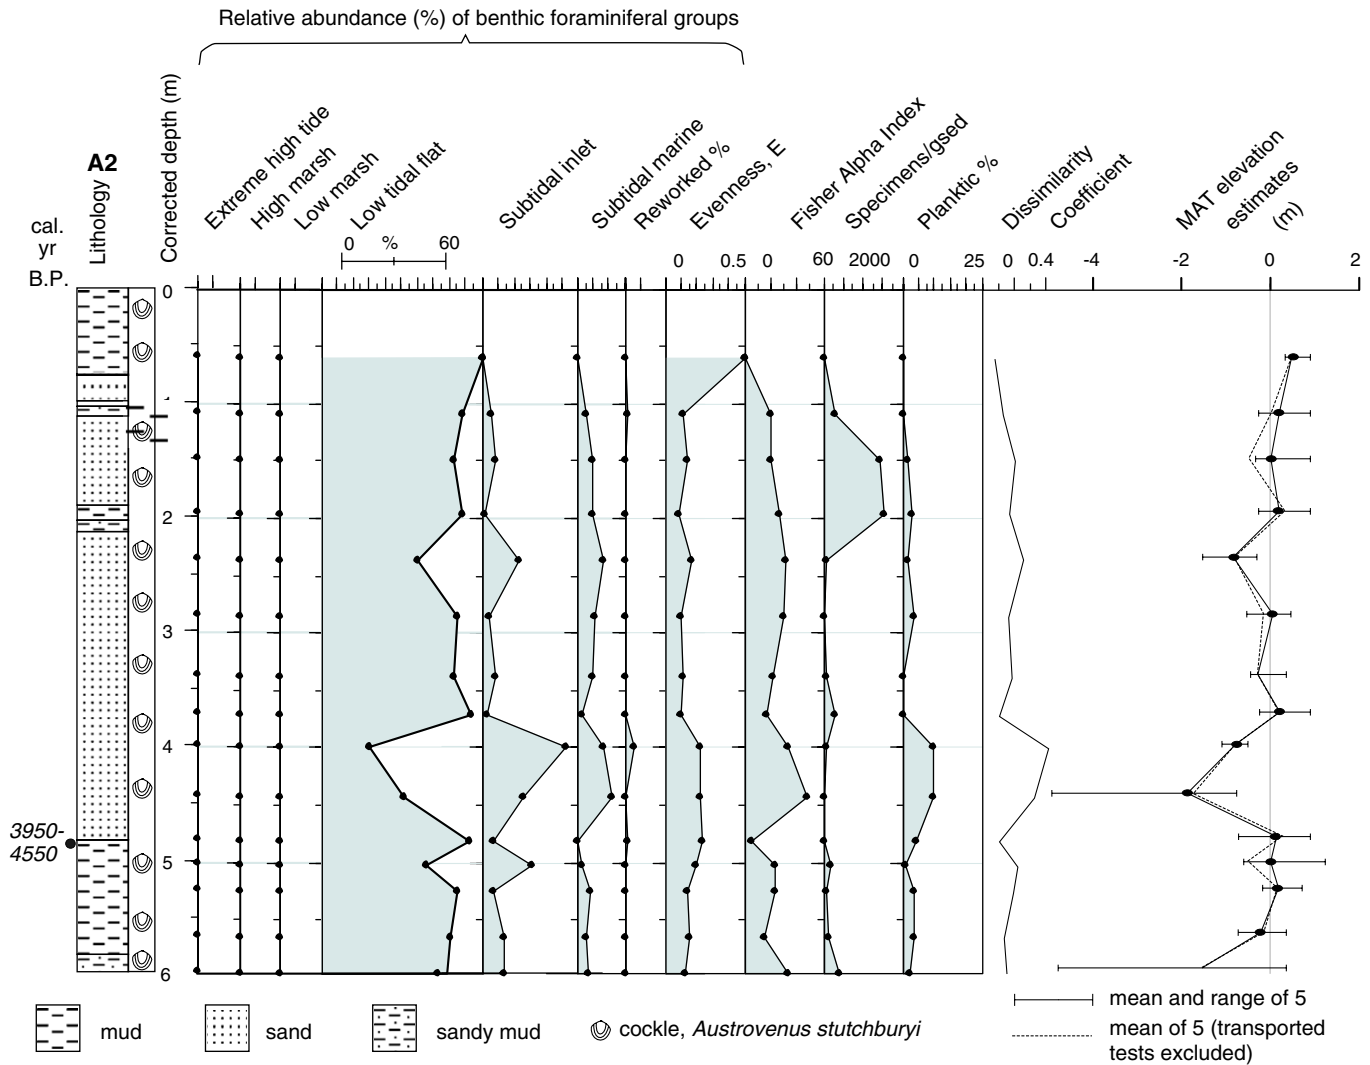 Relative abundance (%) of benthic foraminiferal groups
A2
Lithology
Corrected depth (m)
Extreme high tide
High marsh
Low marsh
Low tidal flat
Subtidal inlet
Subtidal marine
Reworked %
Evenness, E
Fisher Alpha Index
Specimens/gsed
Planktic %
Dissimilarity
Coefficient
MAT elevation
estimates
(m)
cal.
yr
B.P.
0 % 60
0 0.5 0 60 2000 0 25 0 0.4 -4 -2 0 2
0
1
2
3
4
5
6
3950-
4550
mud
sand
sandy mud
cockle, Austrovenus stutchburyi
mean and range of 5
mean of 5 (transported
tests excluded)